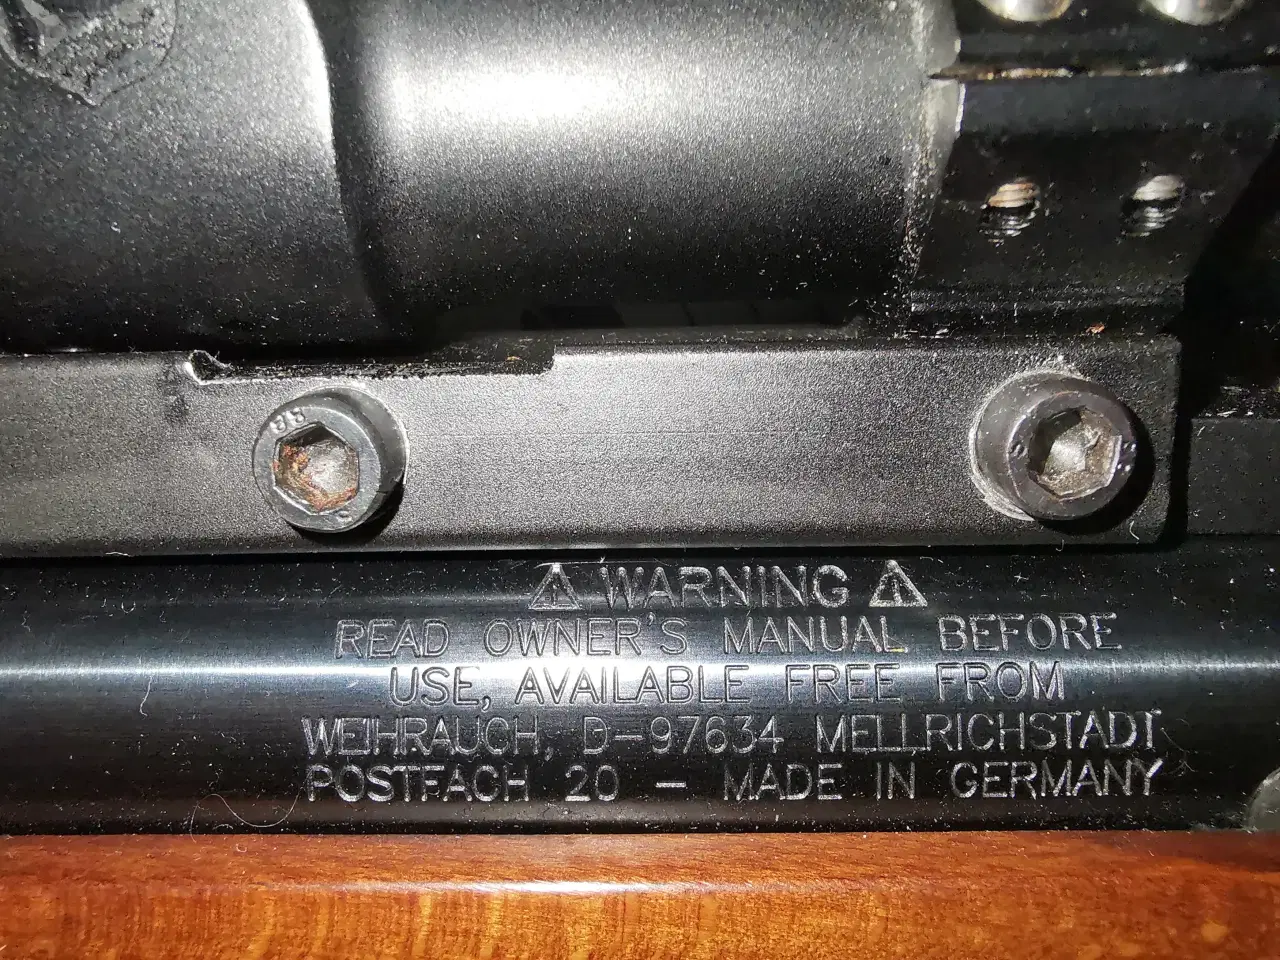 ⚠ WARNING ⚠
READ OWNER'S MANUAL BEFORE
USE, AVAILABLE FREE FROM
WEIHRAUCH, D-97634 MELLRICHSTADT
POSTFACH 20 - MADE IN GERMANY